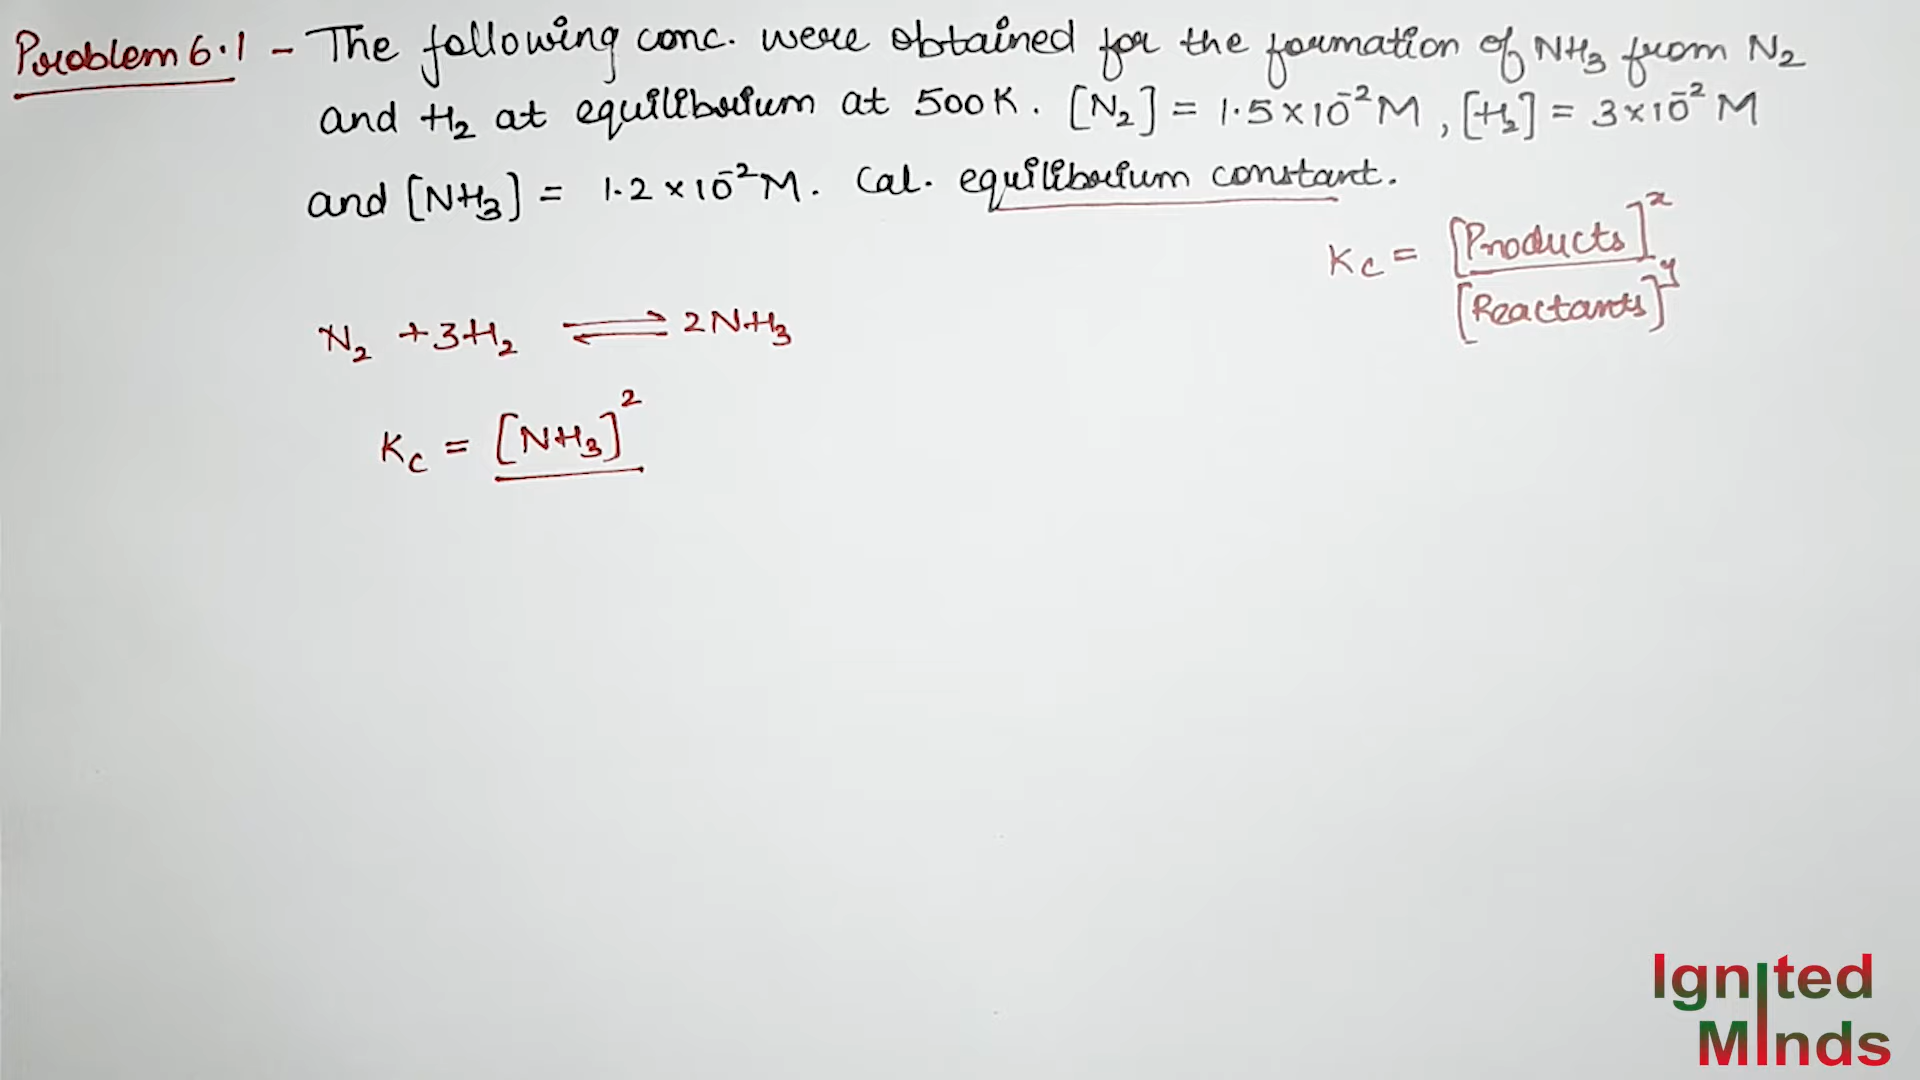 Problem 6.1 - The following conc. were obtained for the formation of NH₃ from N₂
and H₂ at equilibrium at 500K. [N₂] = 1.5×10⁻²M, [H₂] = 3×10⁻²M
and [NH₃] = 1.2×10⁻²M. Cal. equilibrium constant.
Kc = [Products]ˣ
[Reactants]ʸ
N₂ + 3H₂ ⇌ 2NH₃
Kc = [NH₃]²
Ignited
Minds